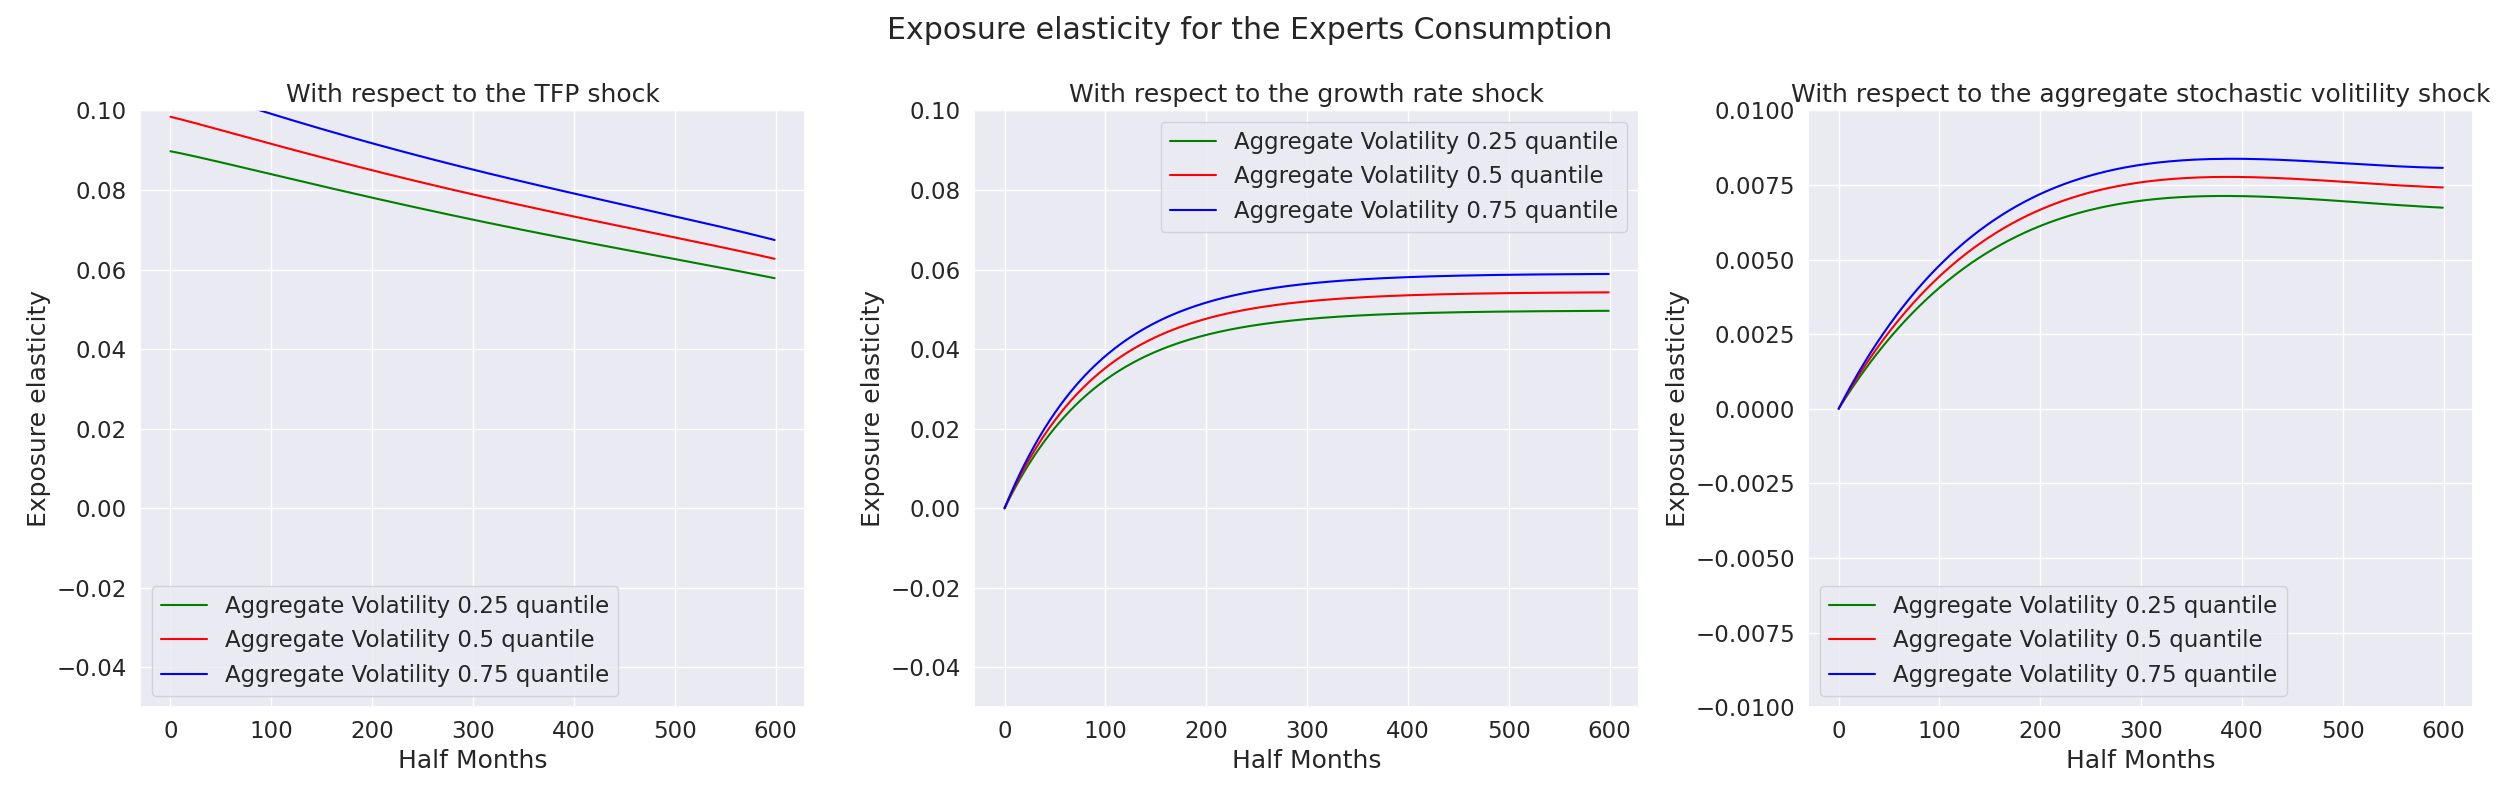 Exposure elasticity for the Experts Consumption
With respect to the TFP shock
0.10
0.08
0.06
0.04
0.02
0.00
−0.02
−0.04
Exposure elasticity
Aggregate Volatility 0.25 quantile
Aggregate Volatility 0.5 quantile
Aggregate Volatility 0.75 quantile
0 100 200 300 400 500 600
Half Months
With respect to the growth rate shock
0.10
0.08
0.06
0.04
0.02
0.00
−0.02
−0.04
Exposure elasticity
Aggregate Volatility 0.25 quantile
Aggregate Volatility 0.5 quantile
Aggregate Volatility 0.75 quantile
0 100 200 300 400 500 600
Half Months
With respect to the aggregate stochastic volitility shock
0.0100
0.0075
0.0050
0.0025
0.0000
−0.0025
−0.0050
−0.0075
−0.0100
Exposure elasticity
Aggregate Volatility 0.25 quantile
Aggregate Volatility 0.5 quantile
Aggregate Volatility 0.75 quantile
0 100 200 300 400 500 600
Half Months